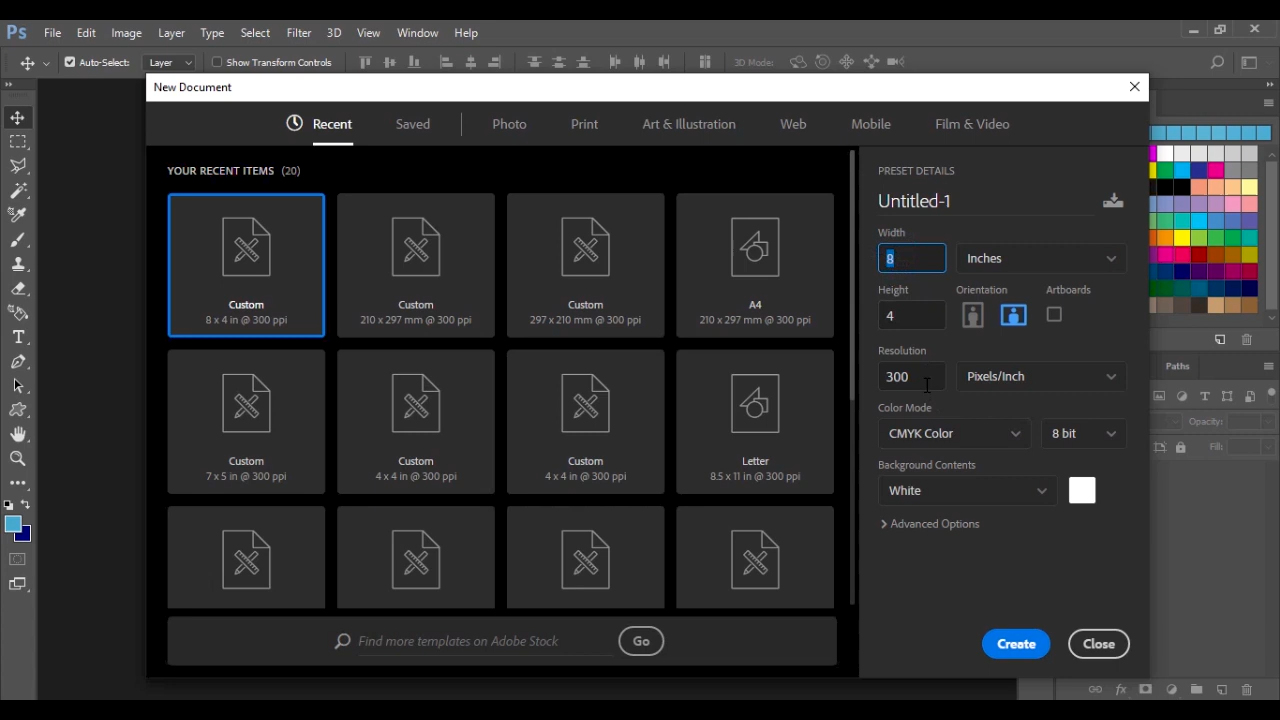 Ps File Edit Image Layer Type Select Filter 3D View Window Help
Auto-Select: Layer Show Transform Controls 3D Mode:
New Document
Recent Saved Photo Print Art & Illustration Web Mobile Film & Video
YOUR RECENT ITEMS (20)
Custom
8 x 4 in @ 300 ppi
Custom
210 x 297 mm @ 300 ppi
Custom
297 x 210 mm @ 300 ppi
A4
210 x 297 mm @ 300 ppi
Custom
7 x 5 in @ 300 ppi
Custom
4 x 4 in @ 300 ppi
Custom
4 x 4 in @ 300 ppi
Letter
8.5 x 11 in @ 300 ppi
Find more templates on Adobe Stock Go
PRESET DETAILS
Untitled-1
Width
8 Inches
Height Orientation Artboards
4
Resolution
300 Pixels/Inch
Color Mode
CMYK Color 8 bit
Background Contents
White
Advanced Options
Create Close
Paths
Opacity:
Fill:
fx